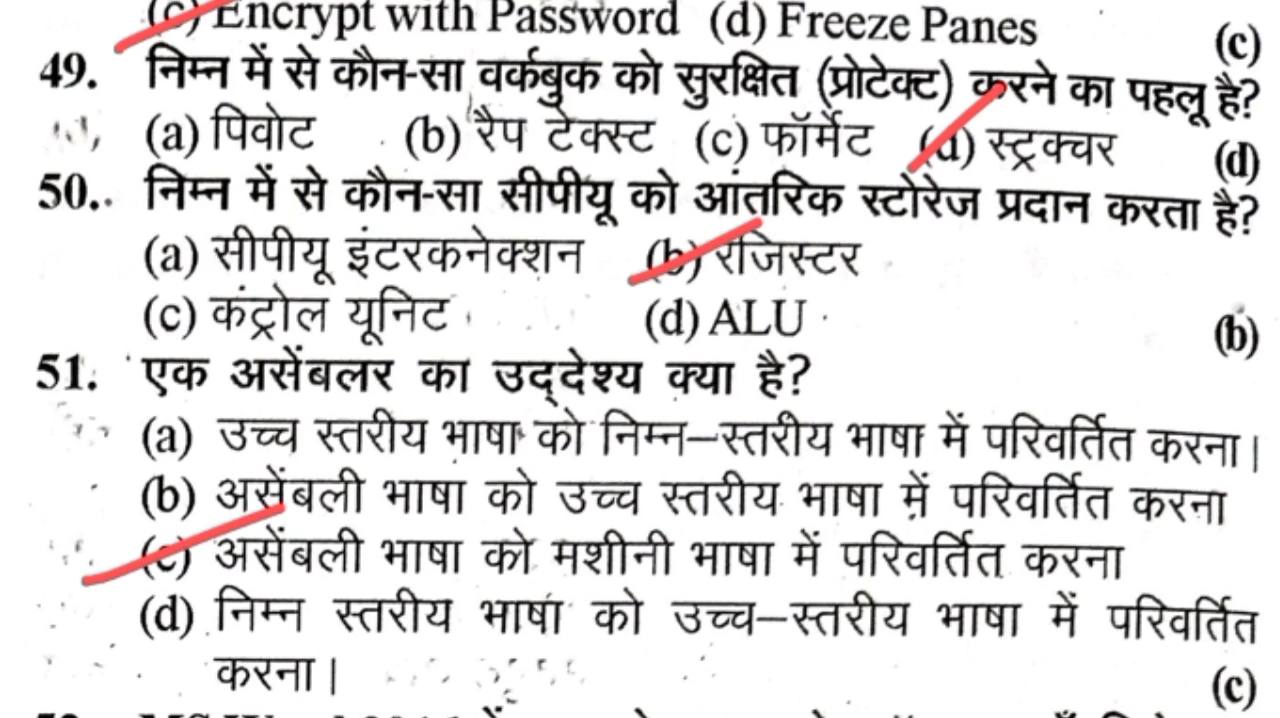 (c) Encrypt with Password (d) Freeze Panes (c)
49. निम्न में से कौन-सा वर्कबुक को सुरक्षित (प्रोटेक्ट) करने का पहलू है?
(a) पिवोट (b) रैप टेक्स्ट (c) फॉर्मेट (d) स्ट्रक्चर (d)
50. निम्न में से कौन-सा सीपीयू को आंतरिक स्टोरेज प्रदान करता है?
(a) सीपीयू इंटरकनेक्शन (b) रजिस्टर
(c) कंट्रोल यूनिट (d) ALU (b)
51. एक असेंबलर का उद्देश्य क्या है?
(a) उच्च स्तरीय भाषा को निम्न–स्तरीय भाषा में परिवर्तित करना।
(b) असेंबली भाषा को उच्च स्तरीय भाषा में परिवर्तित करना
(c) असेंबली भाषा को मशीनी भाषा में परिवर्तित करना
(d) निम्न स्तरीय भाषा को उच्च–स्तरीय भाषा में परिवर्तित
करना। (c)